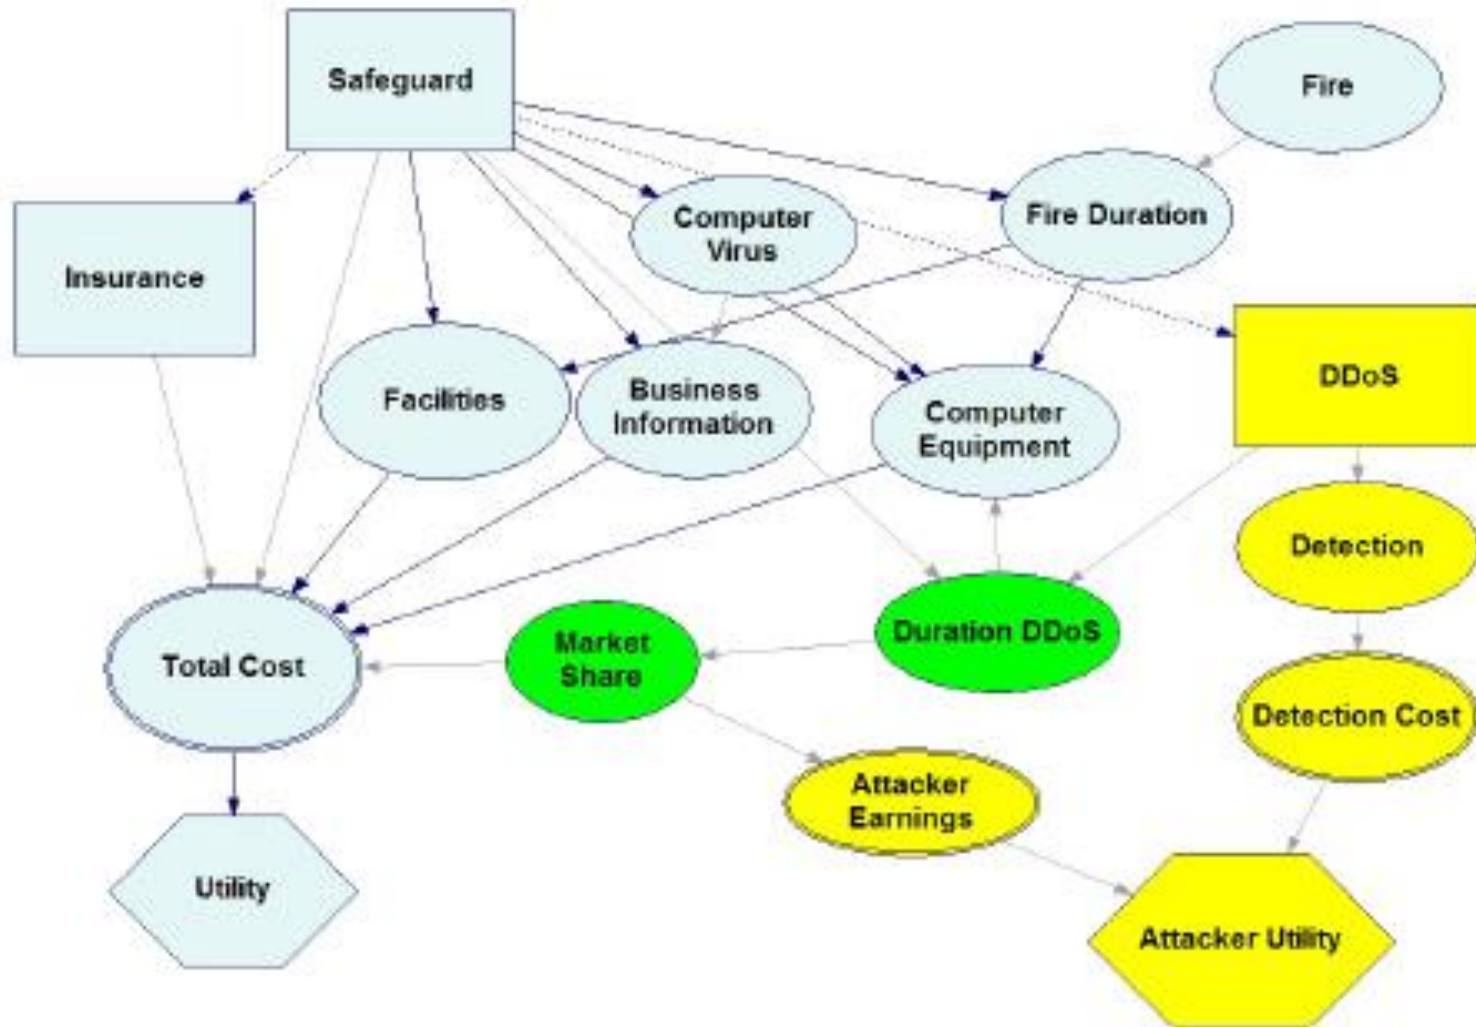 Safeguard
Fire
Computer
Virus
Fire Duration
Insurance
Facilities
Business
Information
Computer
Equipment
DDoS
Detection
Total Cost
Market
Share
Duration DDoS
Detection Cost
Attacker
Earnings
Utility
Attacker Utility